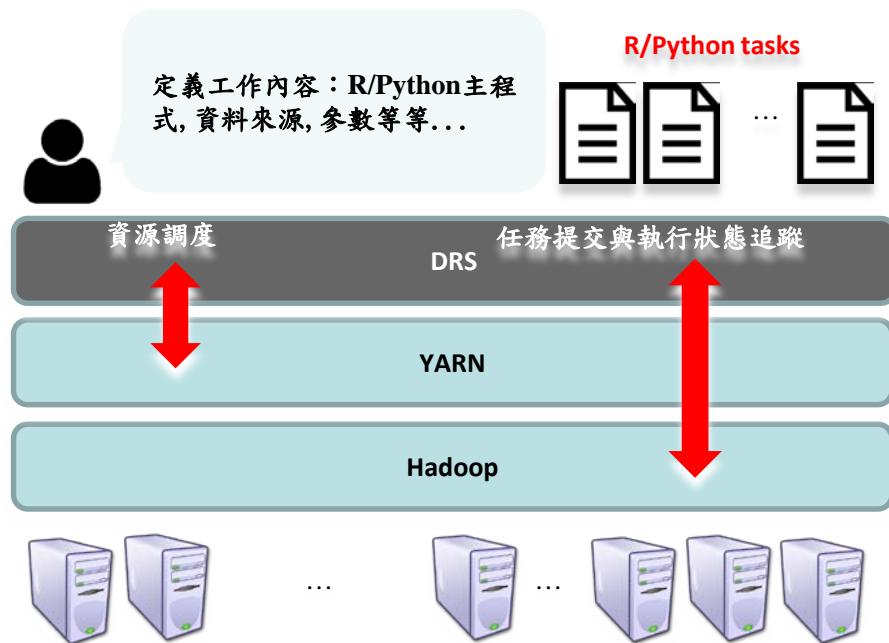 R/Python tasks
定義工作內容：R/Python主程
式, 資料來源, 參數等等...
…
資源調度
任務提交與執行狀態追蹤
DRS
YARN
Hadoop
…
…